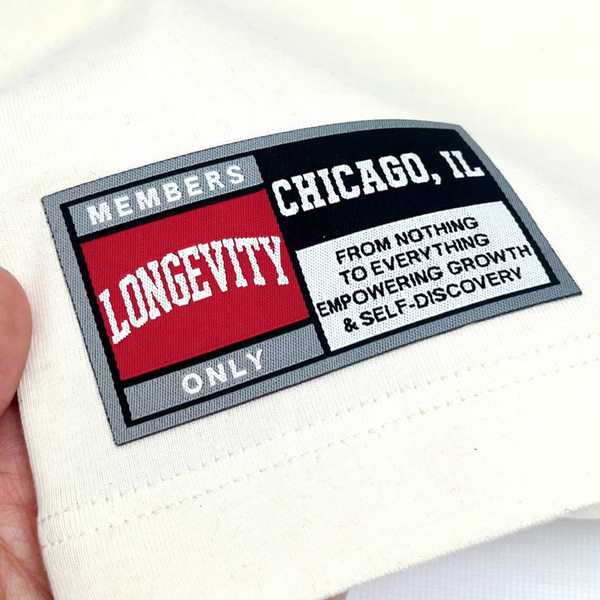 MEMBERS
LONGEVITY
ONLY
CHICAGO, IL
FROM NOTHING
TO EVERYTHING
EMPOWERING GROWTH
& SELF-DISCOVERY